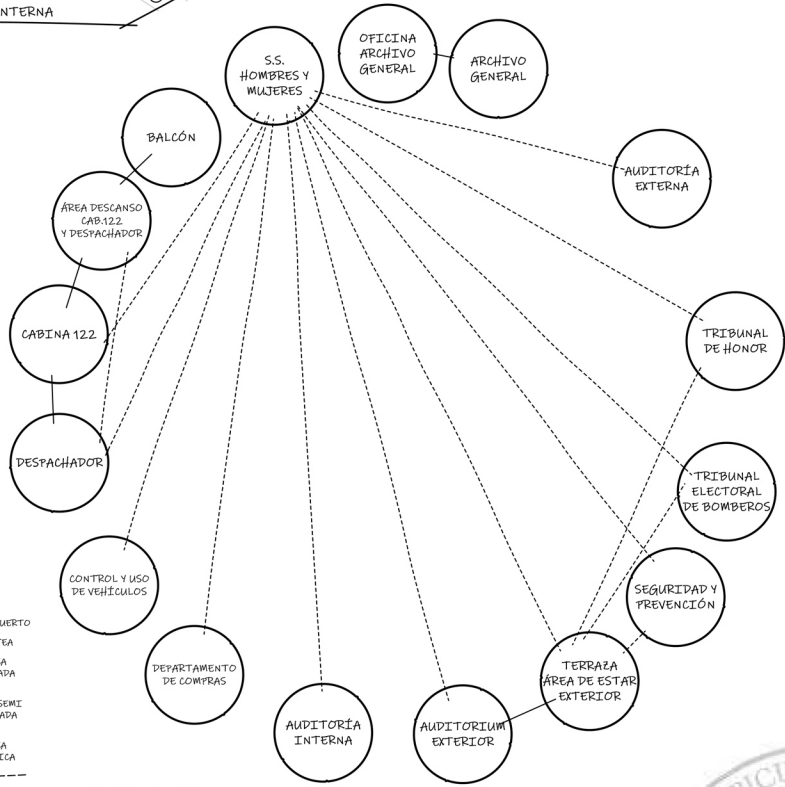 NTERNA
OFICINA
ARCHIVO
GENERAL
ARCHIVO
GENERAL
S.S.
HOMBRES Y
MUJERES
BALCÓN
AUDITORÍA
EXTERNA
ÁREA DESCANSO
CAB.122
Y DESPACHADOR
CABINA 122
TRIBUNAL
DE HONOR
DESPACHADOR
TRIBUNAL
ELECTORAL
DE BOMBEROS
CONTROL Y USO
DE VEHÍCULOS
SEGURIDAD Y
PREVENCIÓN
UERTO
TEA
A
ADA
SEMI
ADA
A
ICA
DEPARTAMENTO
DE COMPRAS
TERRAZA
ÁREA DE ESTAR
EXTERIOR
AUDITORÍA
INTERNA
AUDITORIUM
EXTERIOR